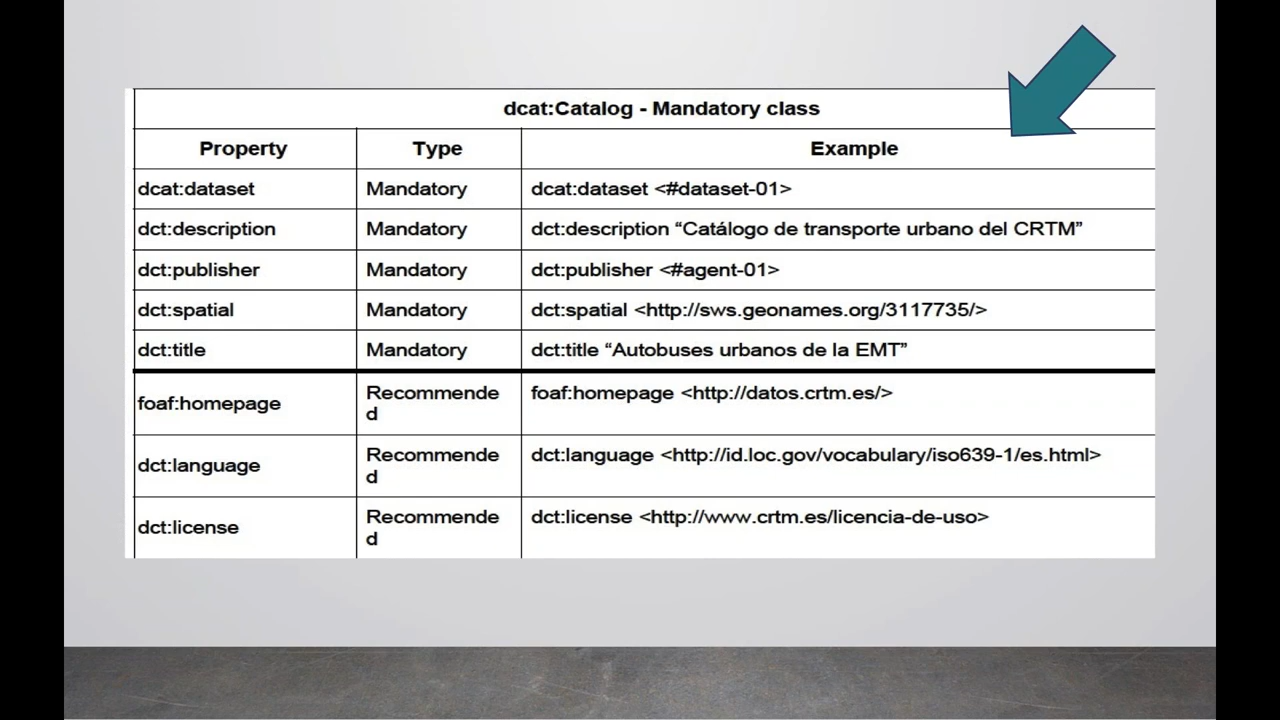 dcat:Catalog - Mandatory class
Property Type Example
dcat:dataset Mandatory dcat:dataset <#dataset-01>
dct:description Mandatory dct:description “Catálogo de transporte urbano del CRTM”
dct:publisher Mandatory dct:publisher <#agent-01>
dct:spatial Mandatory dct:spatial <http://sws.geonames.org/3117735/>
dct:title Mandatory dct:title “Autobuses urbanos de la EMT”
foaf:homepage Recommende foaf:homepage <http://datos.crtm.es/>
d
dct:language Recommende dct:language <http://id.loc.gov/vocabulary/iso639-1/es.html>
d
dct:license Recommende dct:license <http://www.crtm.es/licencia-de-uso>
d